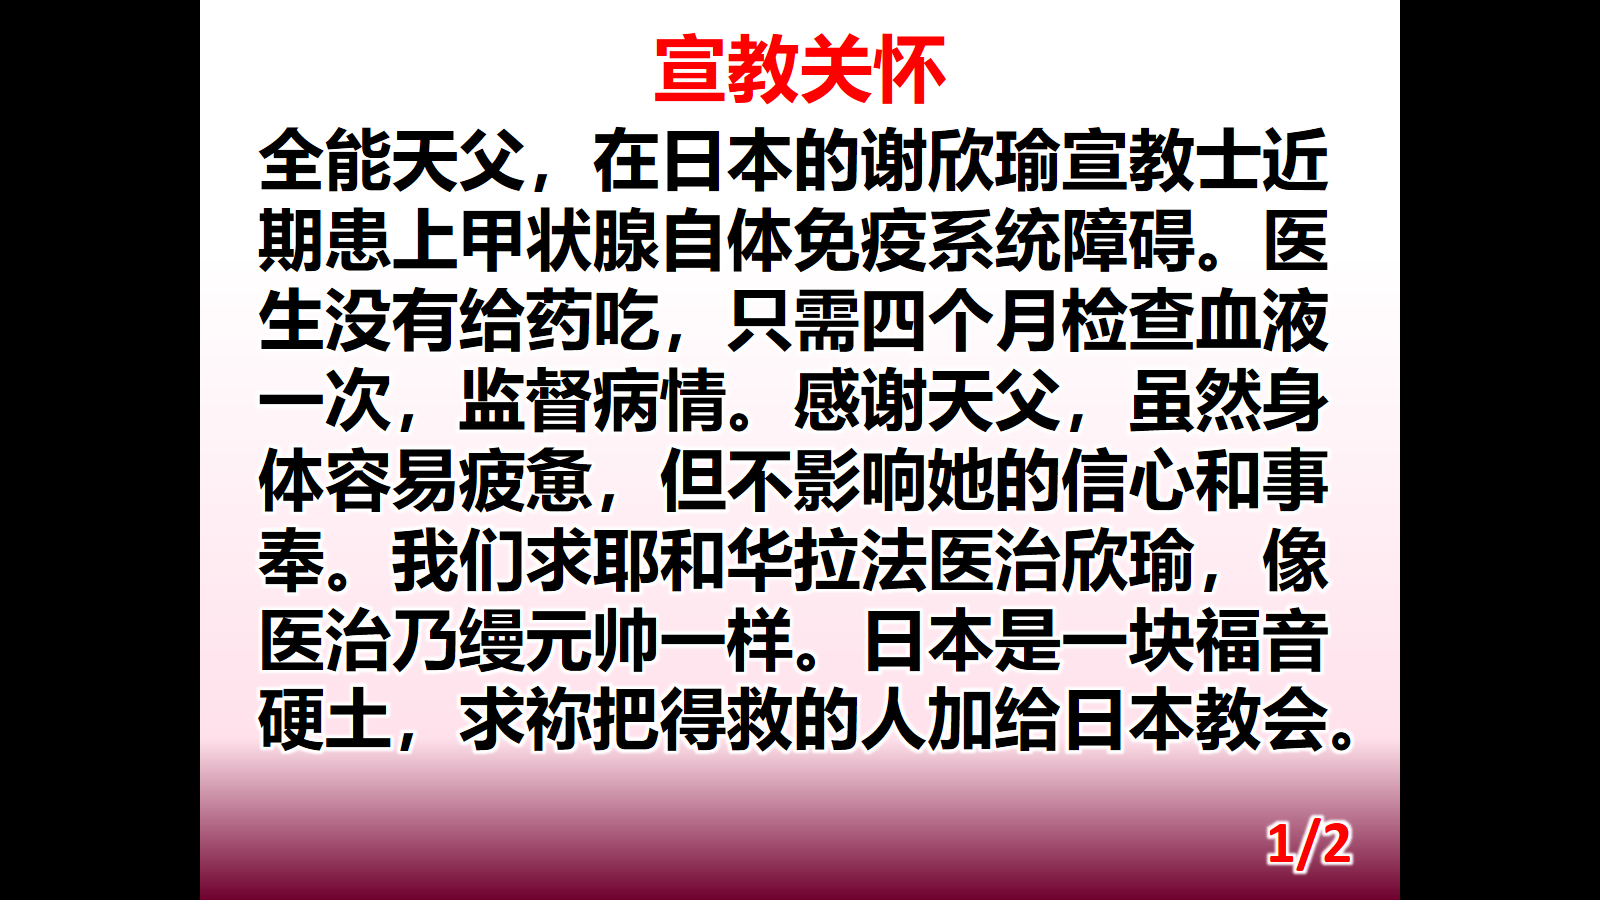 宣教关怀
全能天父，在日本的谢欣瑜宣教士近
期患上甲状腺自体免疫系统障碍。医
生没有给药吃，只需四个月检查血液
一次，监督病情。感谢天父，虽然身
体容易疲惫，但不影响她的信心和事
奉。我们求耶和华拉法医治欣瑜，像
医治乃缦元帅一样。日本是一块福音
硬土，求祢把得救的人加给日本教会。
1/2